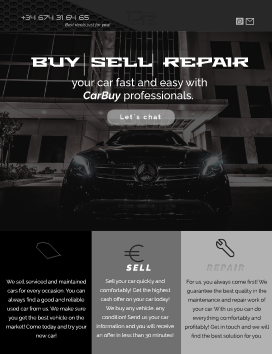 +34 674 31 64 65
Best deals just for you!
BUY SELL REPAIR
your car fast and easy with
CarBuy professionals.
Let's chat
We sell serviced and maintained
cars for every occasion. You can
always find a good and reliable
used car from us. We make sure
you get the best vehicle on the
market! Come today and try your
new car!
SELL
Sell your car quickly and
comfortably! Get the highest
cash offer on your car today!
We buy any vehicle, any
condition! Send us your car
information and you will receive
an offer in less than 30 minutes!
REPAIR
For us, you always come first! We
guarantee the best quality in the
maintenance and repair work of
your car. With us you can do
everything comfortably and
profitably! Get in touch and we will
find the best solution for you.